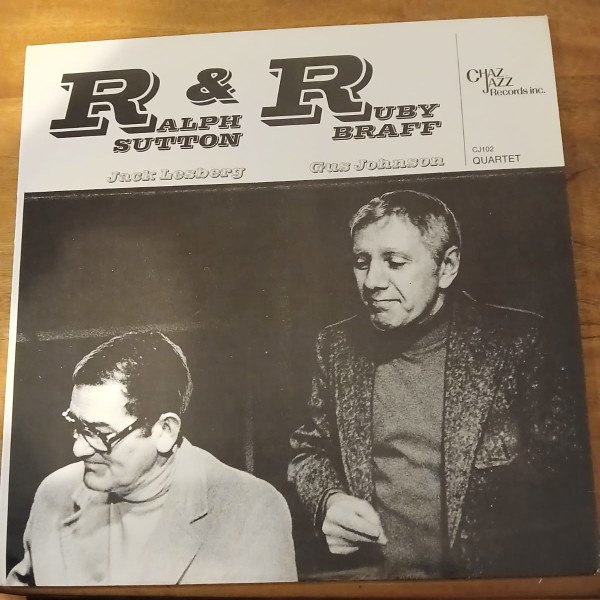 R & R
ALPH SUTTON
UBY BRAFF
Jack Lesberg
Gus Johnson
CHAZ JAZZ
Records inc.
CJ102
QUARTET